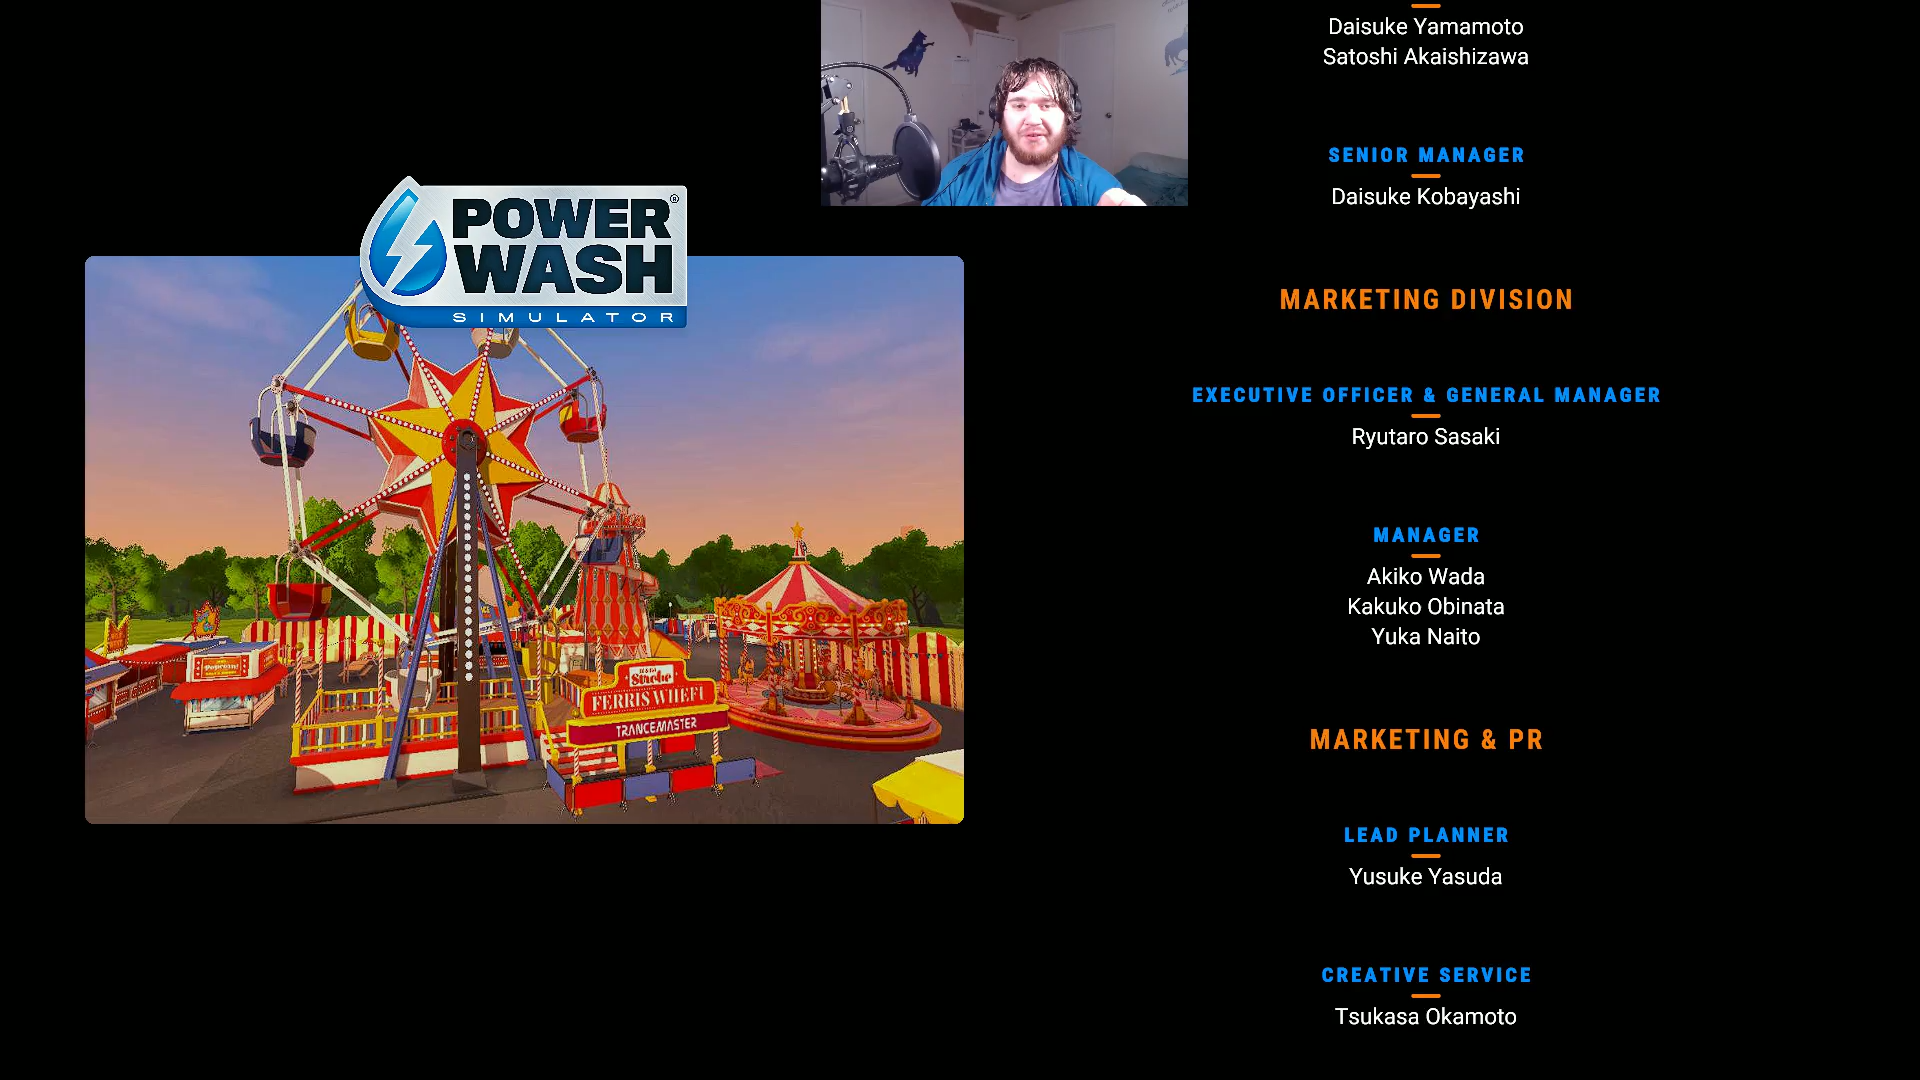 POWER
WASH
SIMULATOR
Strobe
FERRIS WHEEL
TRANCEMASTER
Daisuke Yamamoto
Satoshi Akaishizawa
SENIOR MANAGER
Daisuke Kobayashi
MARKETING DIVISION
EXECUTIVE OFFICER & GENERAL MANAGER
Ryutaro Sasaki
MANAGER
Akiko Wada
Kakuko Obinata
Yuka Naito
MARKETING & PR
LEAD PLANNER
Yusuke Yasuda
CREATIVE SERVICE
Tsukasa Okamoto